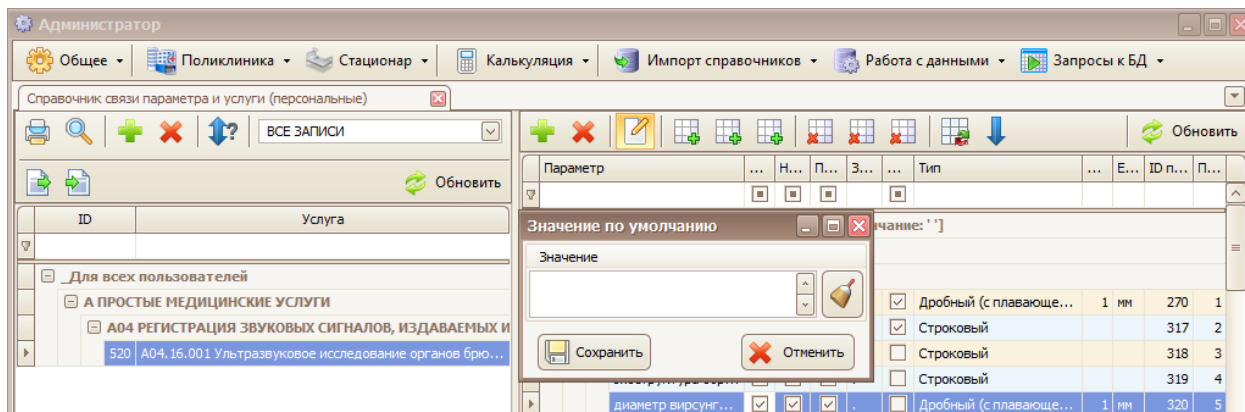 Администратор
Общее Поликлиника Стационар Калькуляция Импорт справочников Работа с данными Запросы к БД
Справочник связи параметра и услуги (персональные)
ВСЕ ЗАПИСИ
Обновить
Обновить
ID Услуга
_Для всех пользователей
А ПРОСТЫЕ МЕДИЦИНСКИЕ УСЛУГИ
А04 РЕГИСТРАЦИЯ ЗВУКОВЫХ СИГНАЛОВ, ИЗДАВАЕМЫХ И
520 А04.16.001 Ультразвуковое исследование органов брю...
Параметр ... Н... П... З... ... Тип ... Е... ID п... П...
чание: ' ']
Значение по умолчанию
Значение
Сохранить Отменить
Дробный (с плавающе... 1 мм 270 1
Строковый 317 2
Строковый 318 3
Строковый 319 4
диаметр вирсунг... . Дробный (с плавающе... 1 мм 320 5